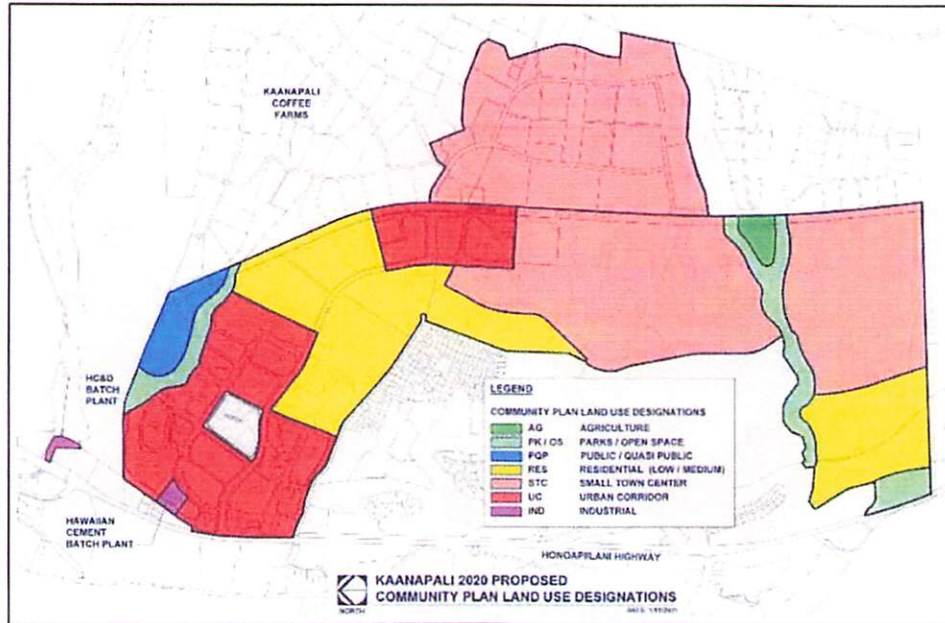 KAANAPALI
COFFEE
FARMS
HC&D
BATCH
PLANT
HAWAIIAN
CEMENT
BATCH PLANT
LEGEND
COMMUNITY PLAN LAND USE DESIGNATIONS
AG AGRICULTURE
PK / OS PARKS / OPEN SPACE
PQP PUBLIC / QUASI PUBLIC
RES RESIDENTIAL (LOW / MEDIUM)
STC SMALL TOWN CENTER
UC URBAN CORRIDOR
IND INDUSTRIAL
HONOAPIILANI HIGHWAY
NORTH
KAANAPALI 2020 PROPOSED
COMMUNITY PLAN LAND USE DESIGNATIONS